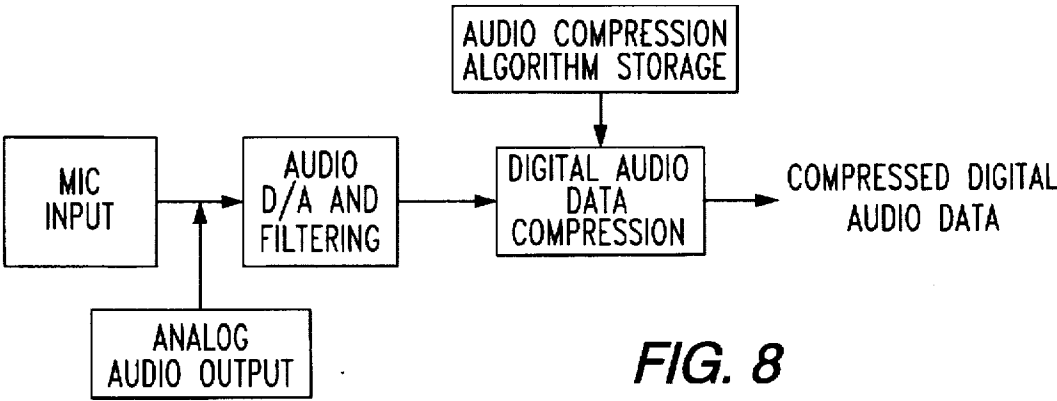 AUDIO COMPRESSION
ALGORITHM STORAGE
MIC
INPUT
AUDIO
D/A AND
FILTERING
DIGITAL AUDIO
DATA
COMPRESSION
COMPRESSED DIGITAL
AUDIO DATA
ANALOG
AUDIO OUTPUT
FIG. 8